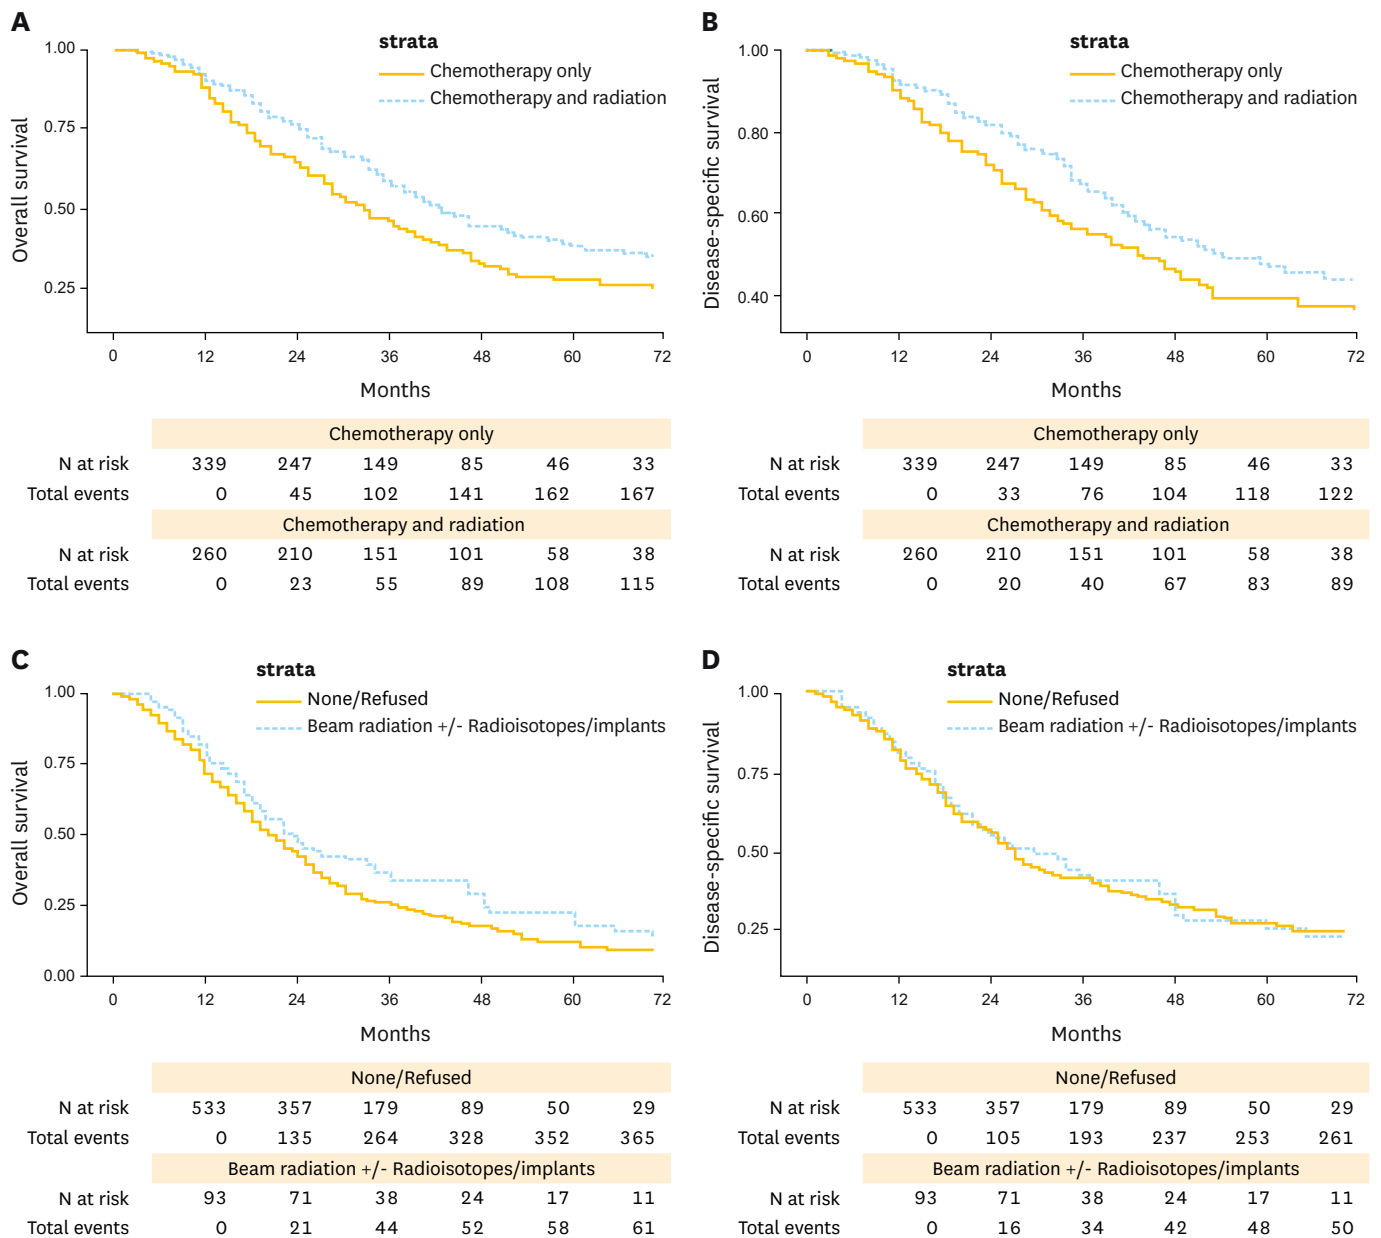 A
strata
Chemotherapy only
Chemotherapy and radiation
Overall survival
1.00
0.75
0.50
0.25
0 12 24 36 48 60 72
Months
Chemotherapy only
N at risk 339 247 149 85 46 33
Total events 0 45 102 141 162 167
Chemotherapy and radiation
N at risk 260 210 151 101 58 38
Total events 0 23 55 89 108 115
B
strata
Chemotherapy only
Chemotherapy and radiation
Disease-specific survival
1.00
0.80
0.60
0.40
0 12 24 36 48 60 72
Months
Chemotherapy only
N at risk 339 247 149 85 46 33
Total events 0 33 76 104 118 122
Chemotherapy and radiation
N at risk 260 210 151 101 58 38
Total events 0 20 40 67 83 89
C
strata
None/Refused
Beam radiation +/- Radioisotopes/implants
Overall survival
1.00
0.75
0.50
0.25
0.00
0 12 24 36 48 60 72
Months
None/Refused
N at risk 533 357 179 89 50 29
Total events 0 135 264 328 352 365
Beam radiation +/- Radioisotopes/implants
N at risk 93 71 38 24 17 11
Total events 0 21 44 52 58 61
D
strata
None/Refused
Beam radiation +/- Radioisotopes/implants
Disease-specific survival
1.00
0.75
0.50
0.25
0 12 24 36 48 60 72
Months
None/Refused
N at risk 533 357 179 89 50 29
Total events 0 105 193 237 253 261
Beam radiation +/- Radioisotopes/implants
N at risk 93 71 38 24 17 11
Total events 0 16 34 42 48 50